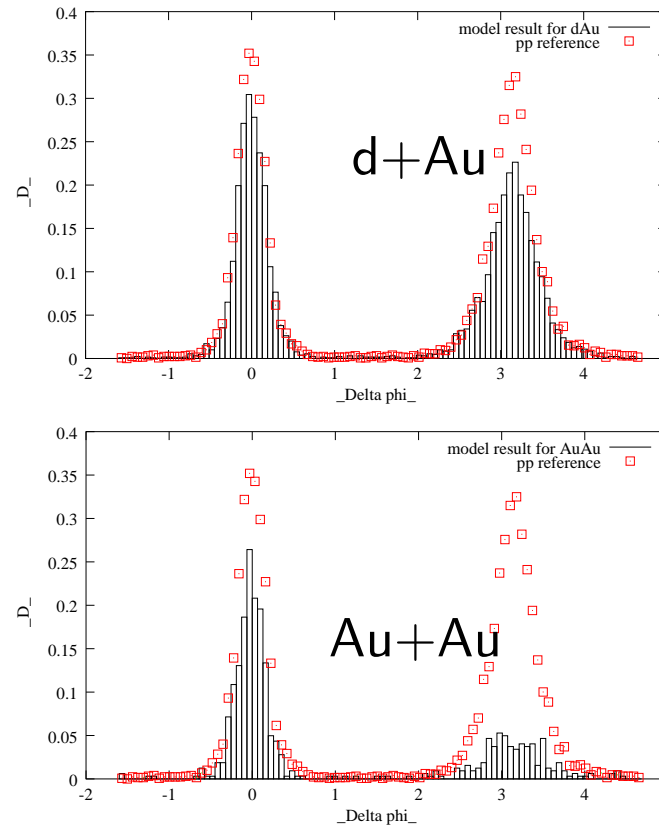 0.4
model result for dAu
pp reference
0.35
0.3
0.25
d+Au
0.2
_D_
0.15
0.1
0.05
0
-2 -1 0 1 2 3 4
_Delta phi_
0.4
model result for AuAu
pp reference
0.35
0.3
0.25
0.2
_D_
Au+Au
0.15
0.1
0.05
0
-2 -1 0 1 2 3 4
_Delta phi_